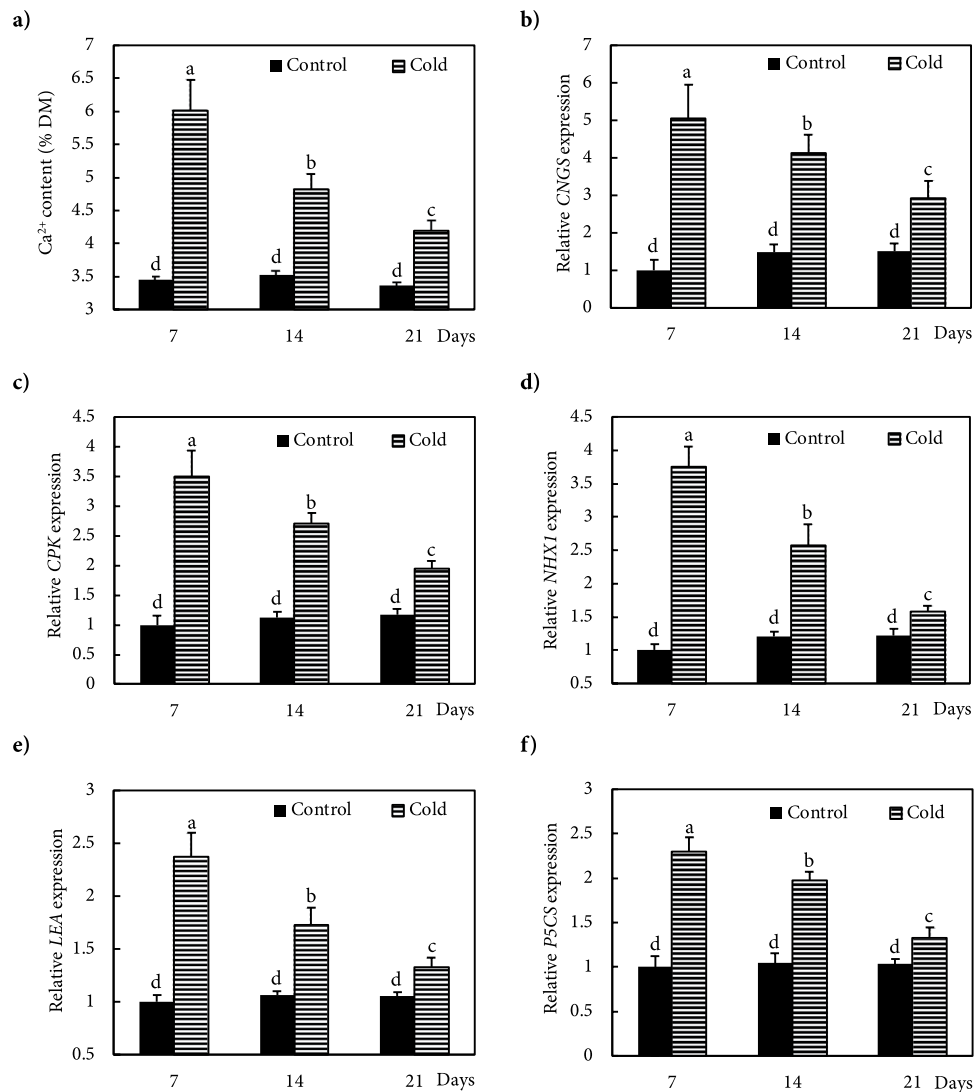 a)
b)
Ca²⁺ content (% DM)
7
6.5
6
5.5
5
4.5
4
3.5
3
Control
Cold
d
a
d
b
d
c
7
14
21
Days
Relative CNGS expression
7
6
5
4
3
2
1
0
Control
Cold
d
a
d
b
d
c
7
14
21
Days
c)
d)
Relative CPK expression
4.5
4
3.5
3
2.5
2
1.5
1
0.5
0
Control
Cold
d
a
d
b
d
c
7
14
21
Days
Relative NHX1 expression
4.5
4
3.5
3
2.5
2
1.5
1
0.5
Control
Cold
d
a
d
b
d
c
7
14
21
Days
e)
f)
Relative LEA expression
3
2.5
2
1.5
1
0.5
Control
Cold
d
a
d
b
d
c
7
14
21
Days
Relative P5CS expression
3
2.5
2
1.5
1
0.5
0
Control
Cold
d
a
d
b
d
c
7
14
21
Days